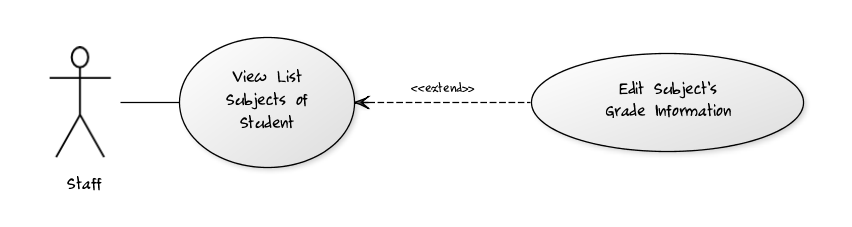 View List
Subjects of
Student
<<extend>>
Edit Subject's
Grade Information
Staff